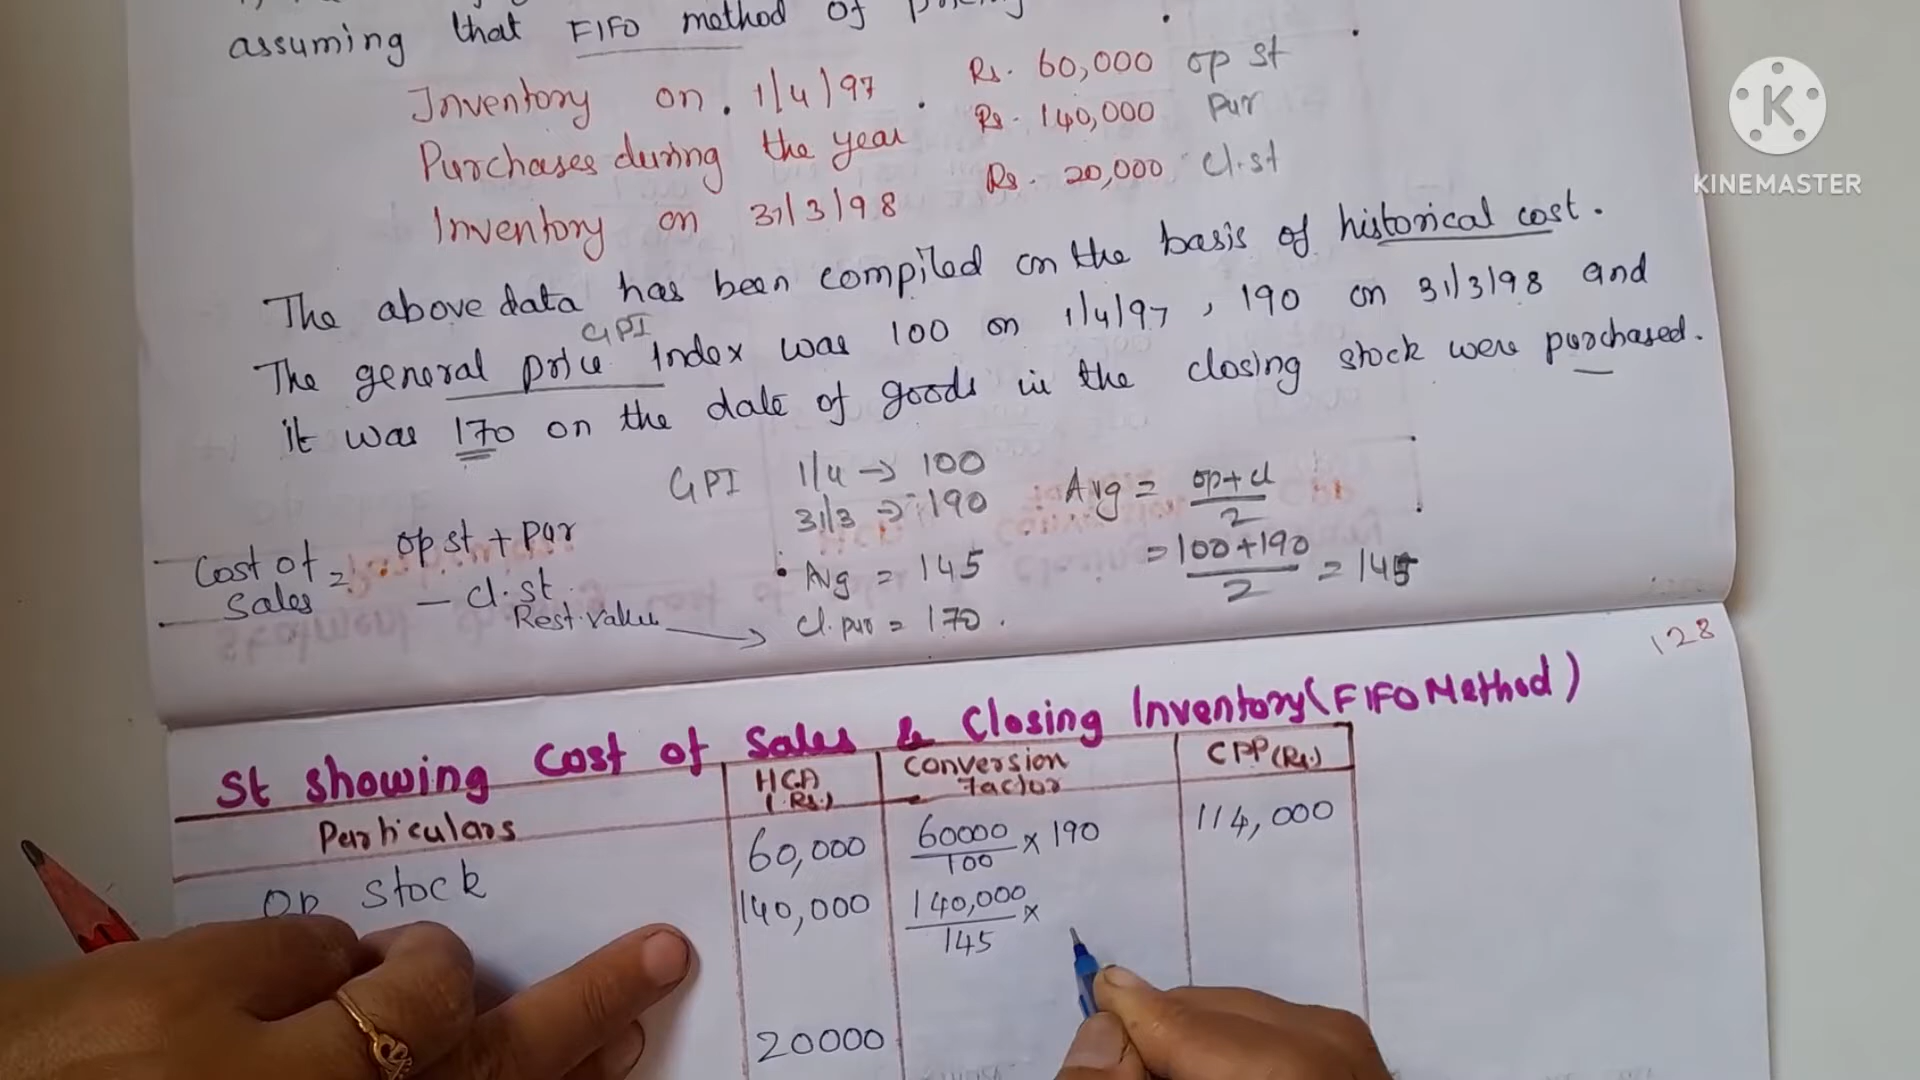 assuming that FIFO method of
Inventory on 1/4/97 Rs. 60,000 op st
Purchases during the year Rs. 140,000 pur
Inventory on 31/3/98 Rs. 20,000 cl.st
The above data has been compiled on the basis of historical cost.
GPI
The general price Index was 100 on 1/4/97, 190 on 31/3/98 and
it was 170 on the date of goods in the closing stock were purchased.
GPI 1/4 → 100
31/3 → 190
Avg = 145
cl. pur = 170.
Avg = op + cl / 2
= 100+190 / 2 = 145
Cost of Sales = op st + pur
- cl. st
Rest. value →
128
St showing Cost of Sales & Closing Inventory (FIFO Method)
Particulars HCA (Rs.) Conversion factor CPP (Rs.)
Op stock 60,000 60000/100 × 190 114,000
140,000 140,000/145 ×
20000
K
KINEMASTER